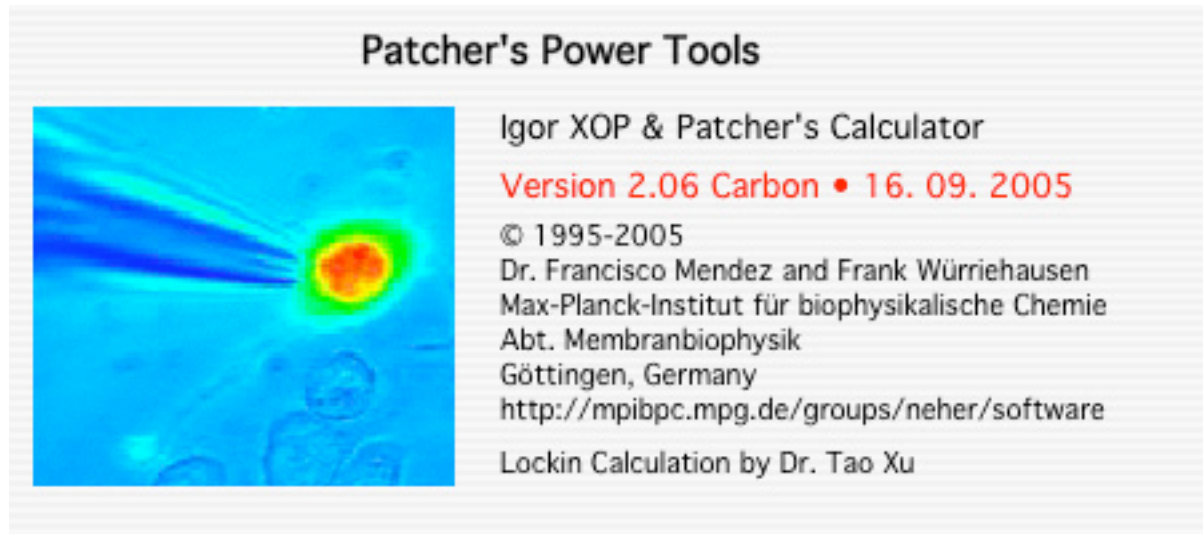 Patcher's Power Tools
Igor XOP & Patcher's Calculator
Version 2.06 Carbon • 16. 09. 2005
© 1995-2005
Dr. Francisco Mendez and Frank Würriehausen
Max-Planck-Institut für biophysikalische Chemie
Abt. Membranbiophysik
Göttingen, Germany
http://mpibpc.mpg.de/groups/neher/software
Lockin Calculation by Dr. Tao Xu